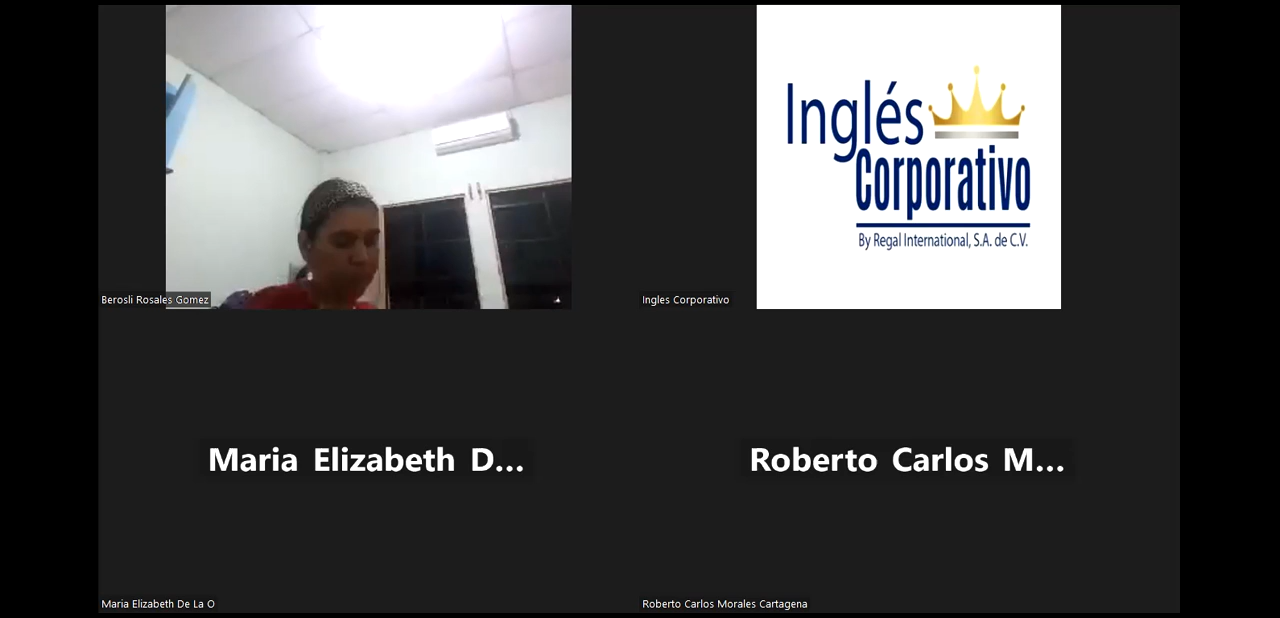 Inglés
Corporativo
By Regal International, S.A. de C.V.
Berosli Rosales Gomez
Ingles Corporativo
Maria Elizabeth D...
Roberto Carlos M...
Maria Elizabeth De La O
Roberto Carlos Morales Cartagena